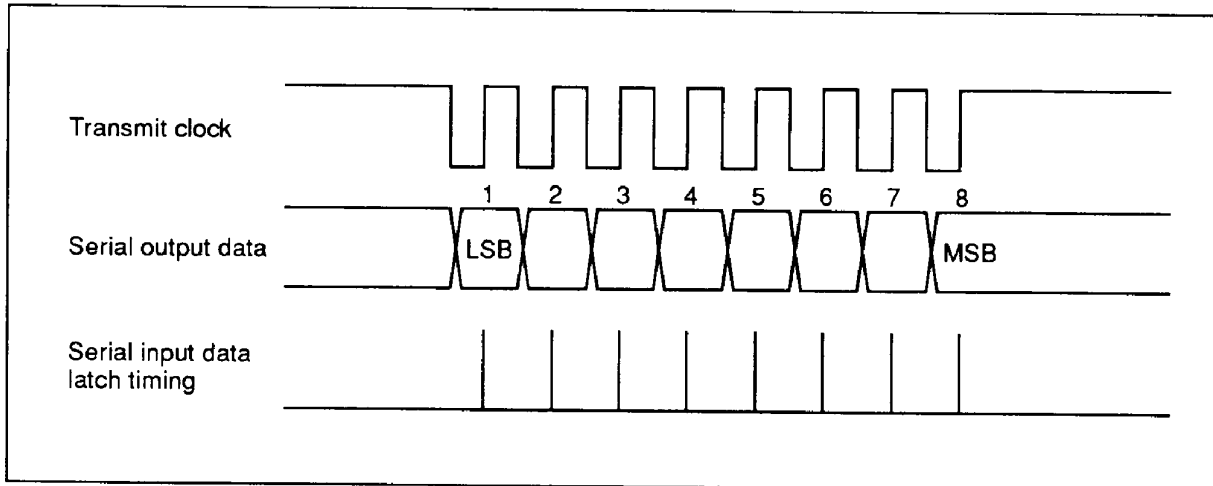 Transmit clock
1 2 3 4 5 6 7 8
Serial output data
LSB MSB
Serial input data
latch timing